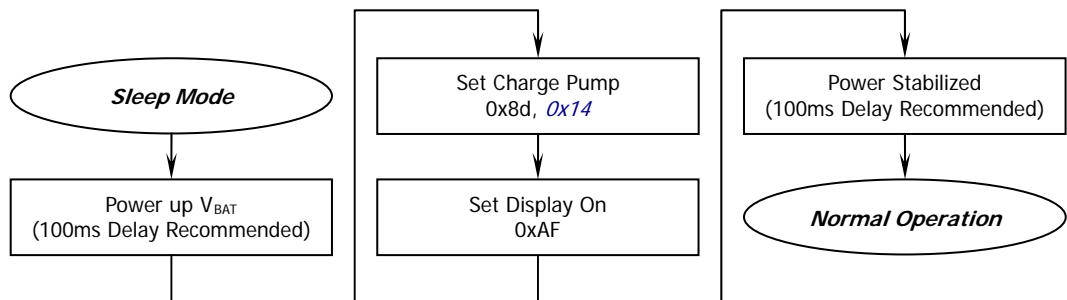 Sleep Mode
Power up VBAT
(100ms Delay Recommended)
Set Charge Pump
0x8d, 0x14
Set Display On
0xAF
Power Stabilized
(100ms Delay Recommended)
Normal Operation